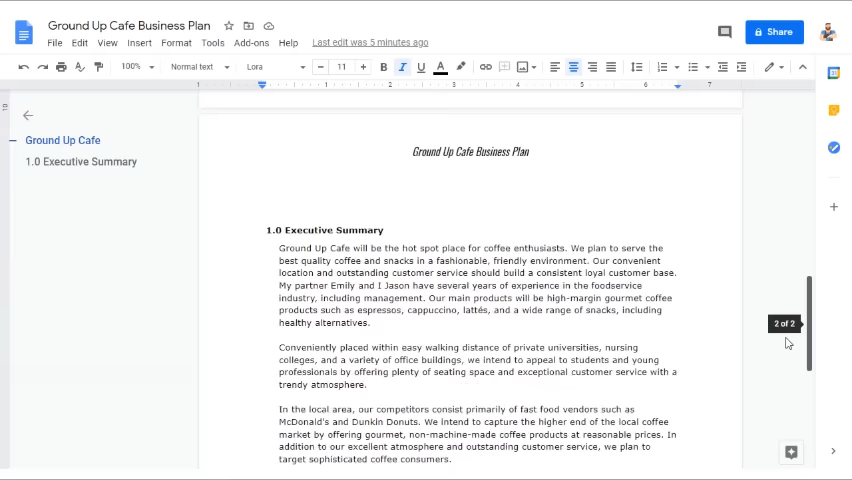 Ground Up Cafe Business Plan
File Edit View Insert Format Tools Add-ons Help Last edit was 5 minutes ago
Share
100% Normal text Lora 11 B I U A
1 1 2 3 4 5 6 7
Ground Up Cafe
1.0 Executive Summary
Ground Up Cafe Business Plan
1.0 Executive Summary
Ground Up Cafe will be the hot spot place for coffee enthusiasts. We plan to serve the
best quality coffee and snacks in a fashionable, friendly environment. Our convenient
location and outstanding customer service should build a consistent loyal customer base.
My partner Emily and I Jason have several years of experience in the foodservice
industry, including management. Our main products will be high-margin gourmet coffee
products such as espressos, cappuccino, lattés, and a wide range of snacks, including
healthy alternatives.
Conveniently placed within easy walking distance of private universities, nursing
colleges, and a variety of office buildings, we intend to appeal to students and young
professionals by offering plenty of seating space and exceptional customer service with a
trendy atmosphere.
In the local area, our competitors consist primarily of fast food vendors such as
McDonald's and Dunkin Donuts. We intend to capture the higher end of the local coffee
market by offering gourmet, non-machine-made coffee products at reasonable prices. In
addition to our excellent atmosphere and outstanding customer service, we plan to
target sophisticated coffee consumers.
2 of 2